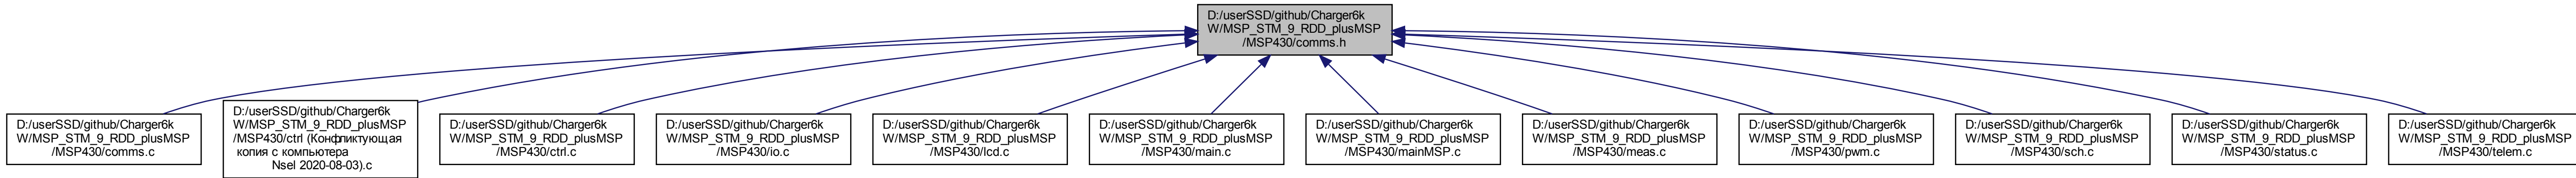 D:/userSSD/github/Charger6k
W/MSP_STM_9_RDD_plusMSP
/MSP430/comms.h
D:/userSSD/github/Charger6k
W/MSP_STM_9_RDD_plusMSP
/MSP430/comms.c
D:/userSSD/github/Charger6k
W/MSP_STM_9_RDD_plusMSP
/MSP430/ctrl (Конфликтующая
копия с компьютера
Nsel 2020-08-03).c
D:/userSSD/github/Charger6k
W/MSP_STM_9_RDD_plusMSP
/MSP430/ctrl.c
D:/userSSD/github/Charger6k
W/MSP_STM_9_RDD_plusMSP
/MSP430/io.c
D:/userSSD/github/Charger6k
W/MSP_STM_9_RDD_plusMSP
/MSP430/lcd.c
D:/userSSD/github/Charger6k
W/MSP_STM_9_RDD_plusMSP
/MSP430/main.c
D:/userSSD/github/Charger6k
W/MSP_STM_9_RDD_plusMSP
/MSP430/mainMSP.c
D:/userSSD/github/Charger6k
W/MSP_STM_9_RDD_plusMSP
/MSP430/meas.c
D:/userSSD/github/Charger6k
W/MSP_STM_9_RDD_plusMSP
/MSP430/pwm.c
D:/userSSD/github/Charger6k
W/MSP_STM_9_RDD_plusMSP
/MSP430/sch.c
D:/userSSD/github/Charger6k
W/MSP_STM_9_RDD_plusMSP
/MSP430/status.c
D:/userSSD/github/Charger6k
W/MSP_STM_9_RDD_plusMSP
/MSP430/telem.c